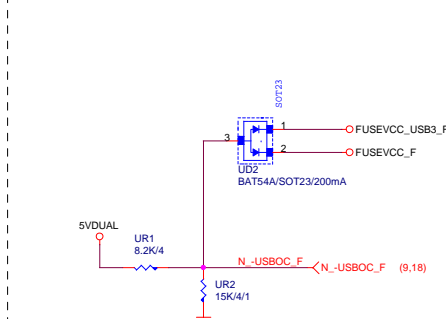 SOT23
3
1
FUSEVCC_USB3_F
2
FUSEVCC_F
UD2
BAT54A/SOT23/200mA
5VDUAL
UR1
8.2K/4
N_-USBOC_F
N_-USBOC_F (9,18)
UR2
15K/4/1